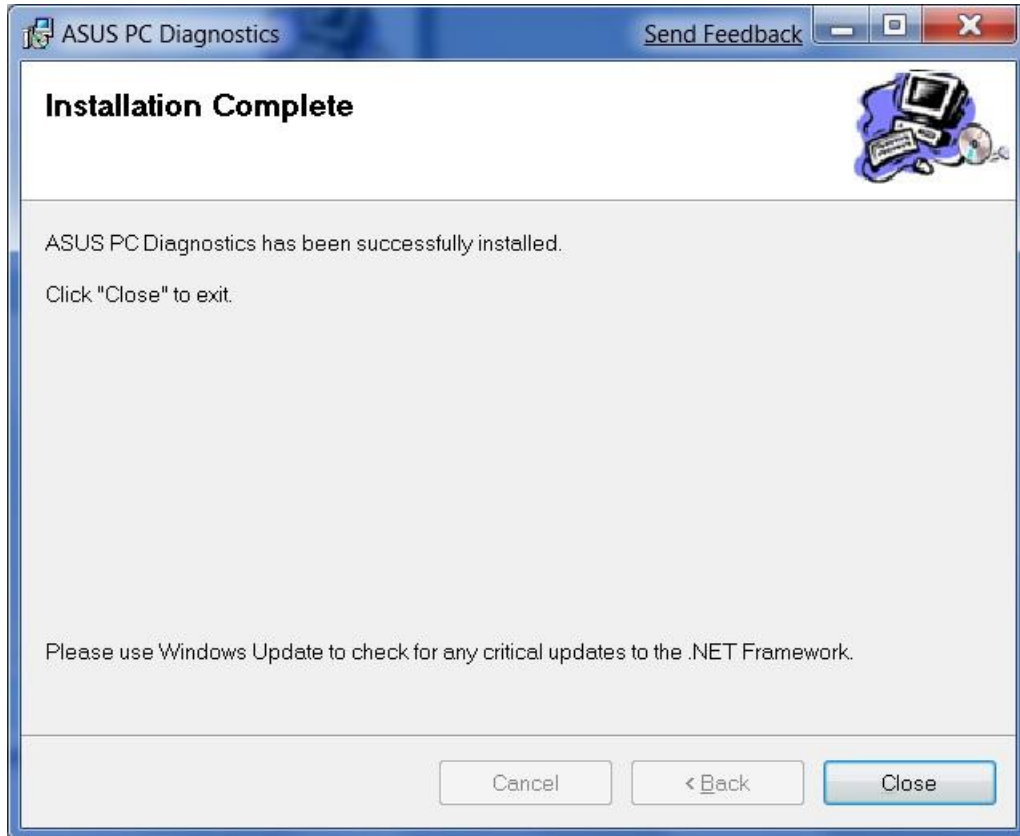 ASUS PC Diagnostics Send Feedback
Installation Complete
ASUS PC Diagnostics has been successfully installed.
Click "Close" to exit.
Please use Windows Update to check for any critical updates to the .NET Framework.
Cancel < Back Close